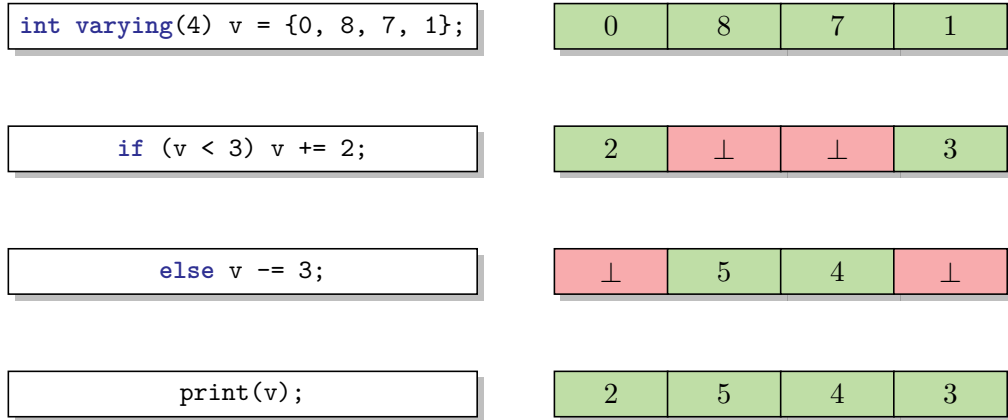 int varying(4) v = {0, 8, 7, 1}; 0 8 7 1
if (v < 3) v += 2; 2 ⊥ ⊥ 3
else v -= 3; ⊥ 5 4 ⊥
print(v); 2 5 4 3